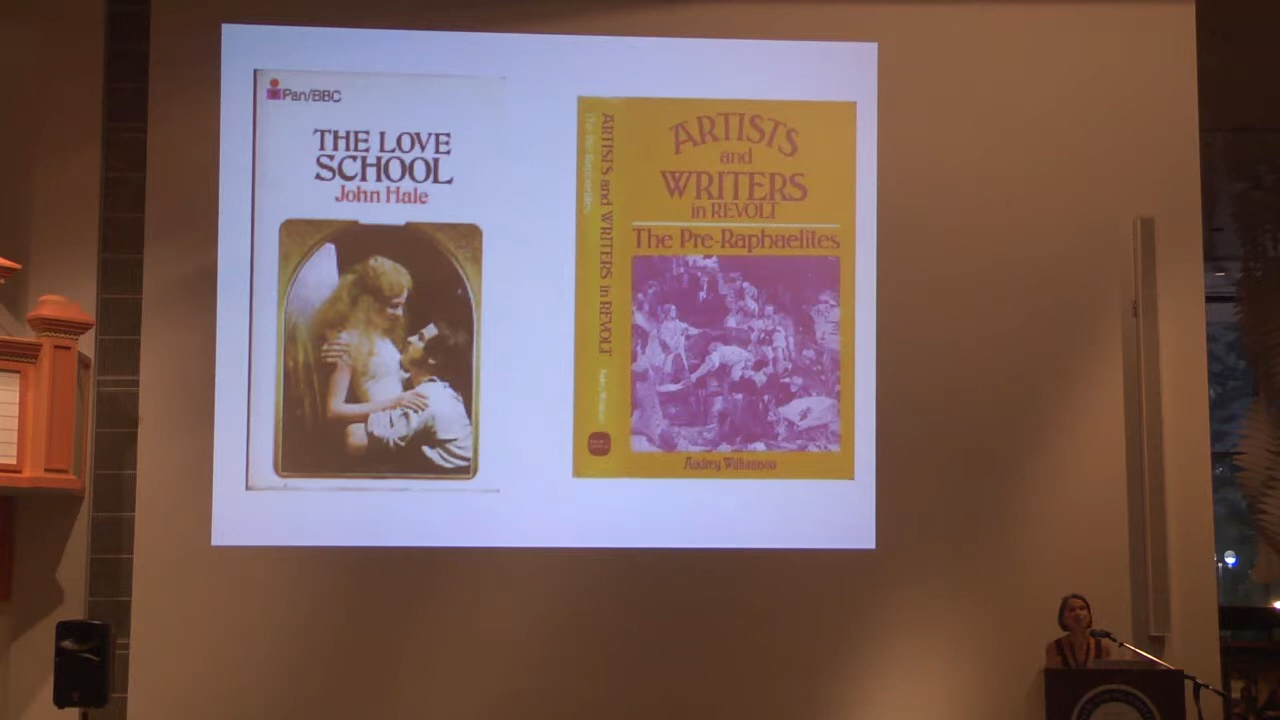 Pan/BBC
THE LOVE
SCHOOL
John Hale
ARTISTS and WRITERS in REVOLT
The Pre-Raphaelites
ARTISTS
and
WRITERS
in REVOLT
The Pre-Raphaelites
Audrey Williamson